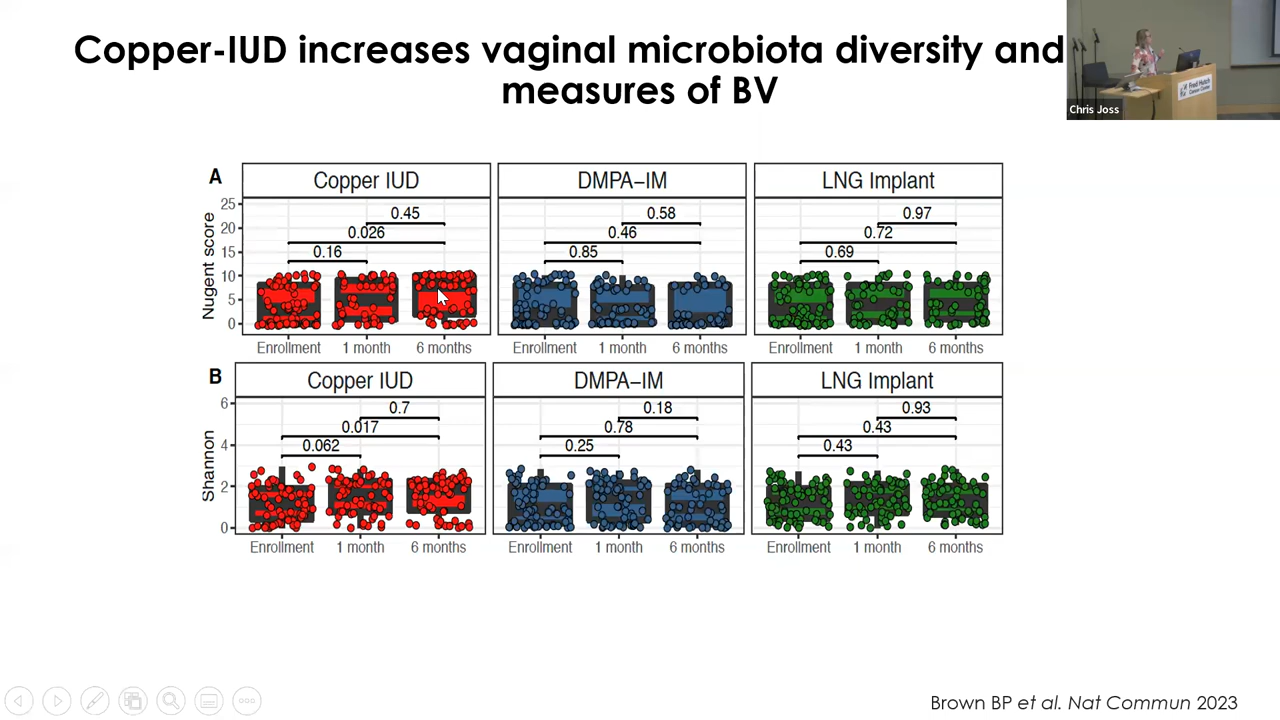 Copper-IUD increases vaginal microbiota diversity and
measures of BV
Chris Joss
Fred Hutch
Cancer Center
A
Copper IUD
DMPA–IM
LNG Implant
Nugent score
25
20
15
10
5
0
0.45
0.026
0.16
0.58
0.46
0.85
0.97
0.72
0.69
Enrollment 1 month 6 months
Enrollment 1 month 6 months
Enrollment 1 month 6 months
B
Copper IUD
DMPA–IM
LNG Implant
Shannon
6
4
2
0
0.7
0.017
0.062
0.18
0.78
0.25
0.93
0.43
0.43
Enrollment 1 month 6 months
Enrollment 1 month 6 months
Enrollment 1 month 6 months
Brown BP et al. Nat Commun 2023